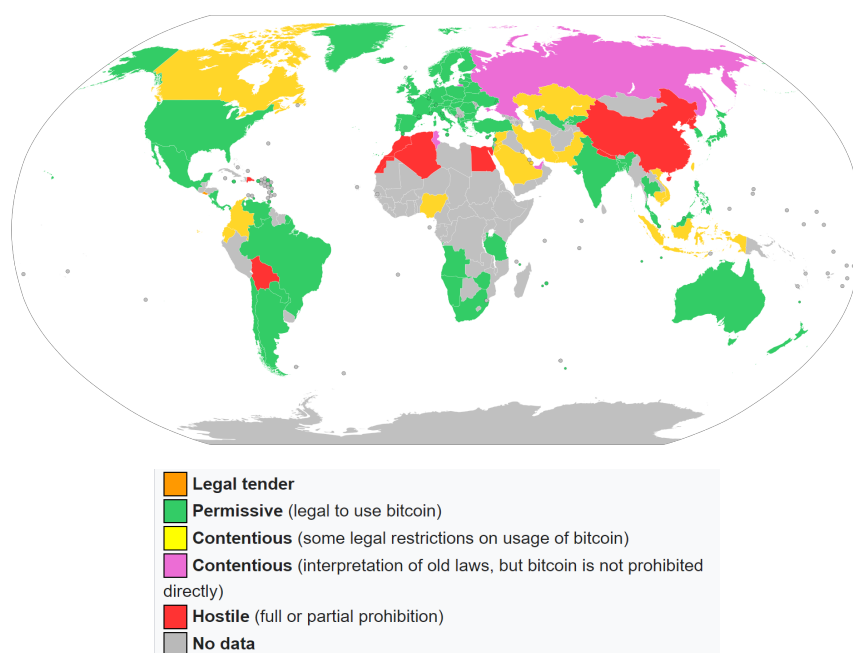 Legal tender
Permissive (legal to use bitcoin)
Contentious (some legal restrictions on usage of bitcoin)
Contentious (interpretation of old laws, but bitcoin is not prohibited
directly)
Hostile (full or partial prohibition)
No data